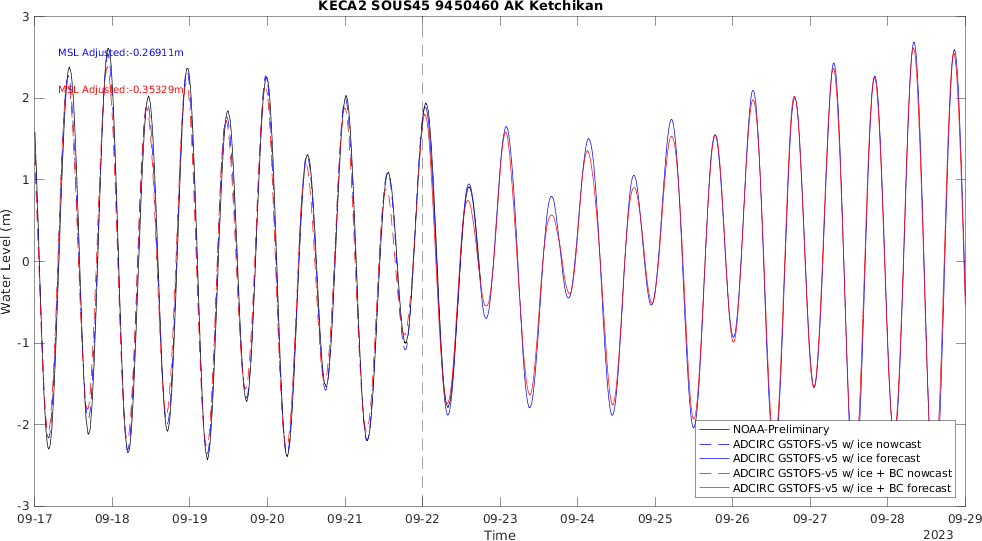 KECA2 SOUS45 9450460 AK Ketchikan
3
2
1
0
-1
-2
-3
Water Level (m)
MSL Adjusted:-0.26911m
MSL Adjusted:-0.35329m
NOAA-Preliminary
ADCIRC GSTOFS-v5 w/ ice nowcast
ADCIRC GSTOFS-v5 w/ ice forecast
ADCIRC GSTOFS-v5 w/ ice + BC nowcast
ADCIRC GSTOFS-v5 w/ ice + BC forecast
09-17 09-18 09-19 09-20 09-21 09-22 09-23 09-24 09-25 09-26 09-27 09-28 09-29
Time
2023